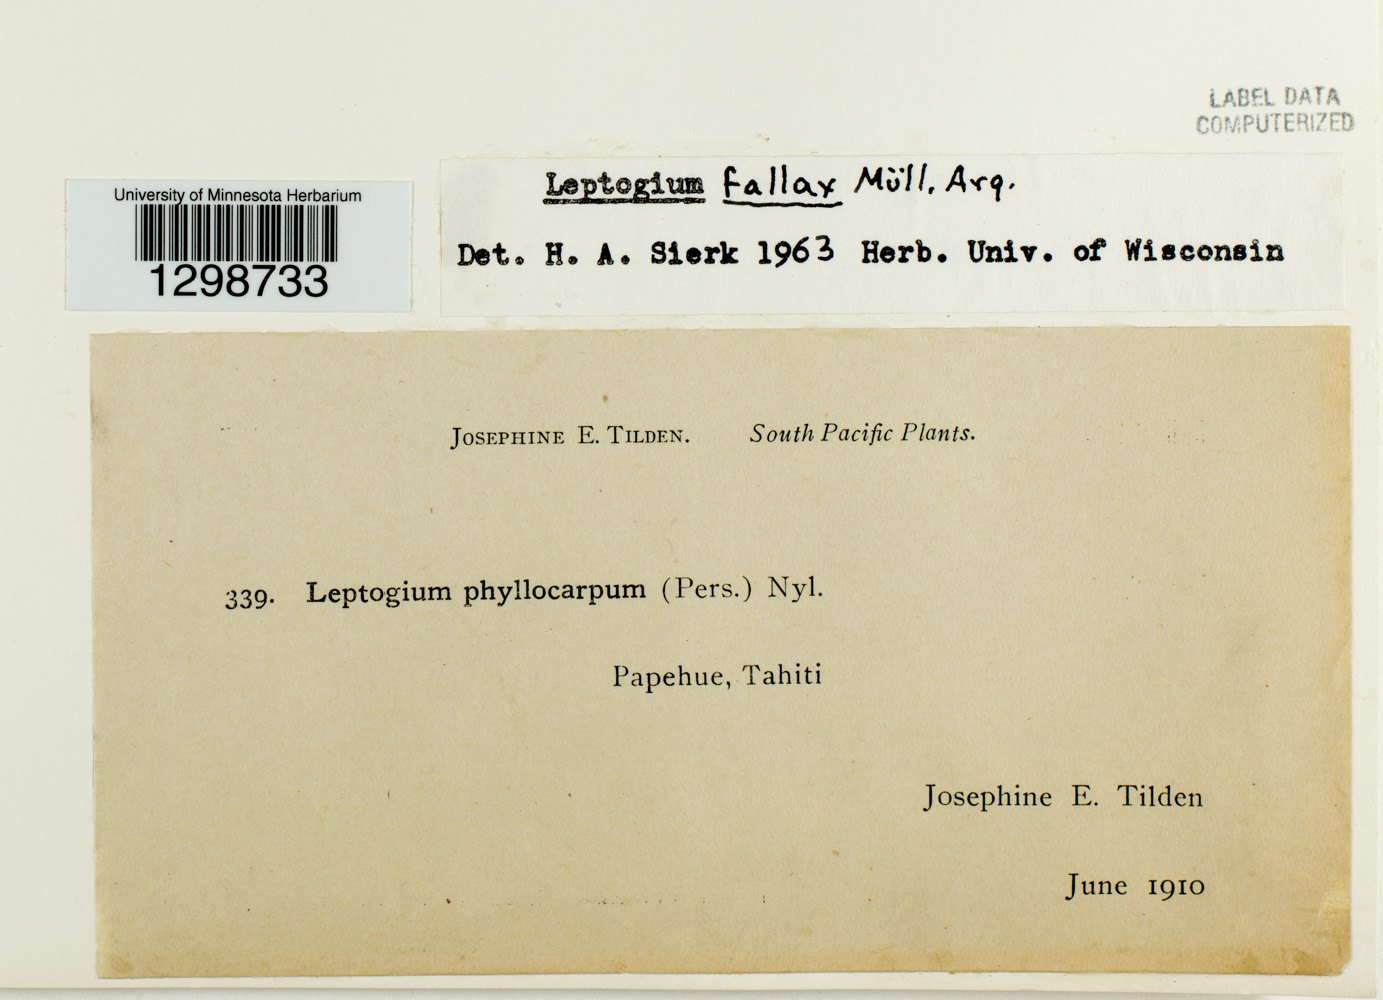 LABEL DATA
COMPUTERIZED
University of Minnesota Herbarium
1298733
Leptogium fallax Müll. Arg.
Det. H. A. Sierk 1963 Herb. Univ. of Wisconsin
JOSEPHINE E. TILDEN. South Pacific Plants.
339. Leptogium phyllocarpum (Pers.) Nyl.
Papehue, Tahiti
Josephine E. Tilden
June 1910